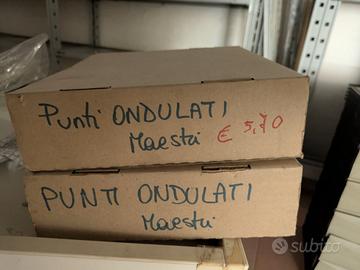 Punti ONDULATI
Maestri € 5,70
PUNTI ONDULATI
Maestri
subito